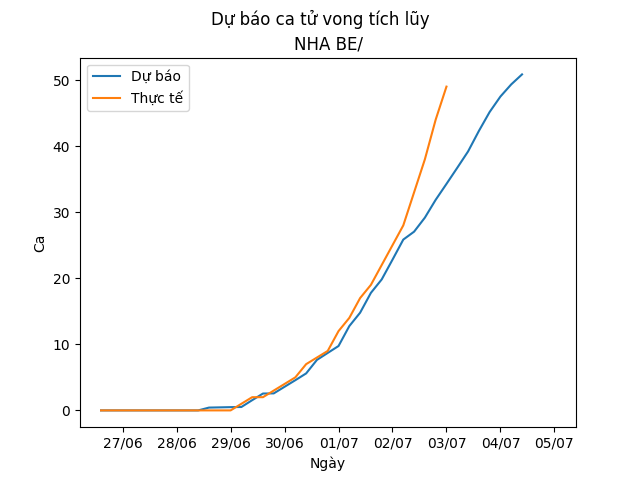 Dự báo ca tử vong tích lũy
NHA BE/
Dự báo
Thực tế
50
40
30
20
10
0
Ca
27/06 28/06 29/06 30/06 01/07 02/07 03/07 04/07 05/07
Ngày